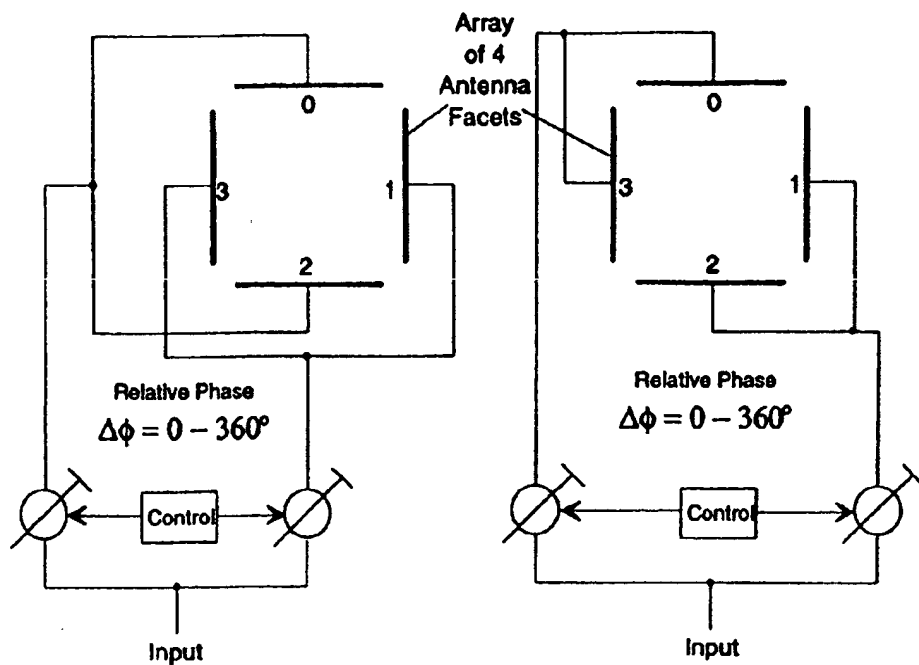 Array
of 4
Antenna
Facets
0
3
1
2
Relative Phase
Δϕ = 0 – 360°
Control
Input
0
3
1
2
Relative Phase
Δϕ = 0 – 360°
Control
Input